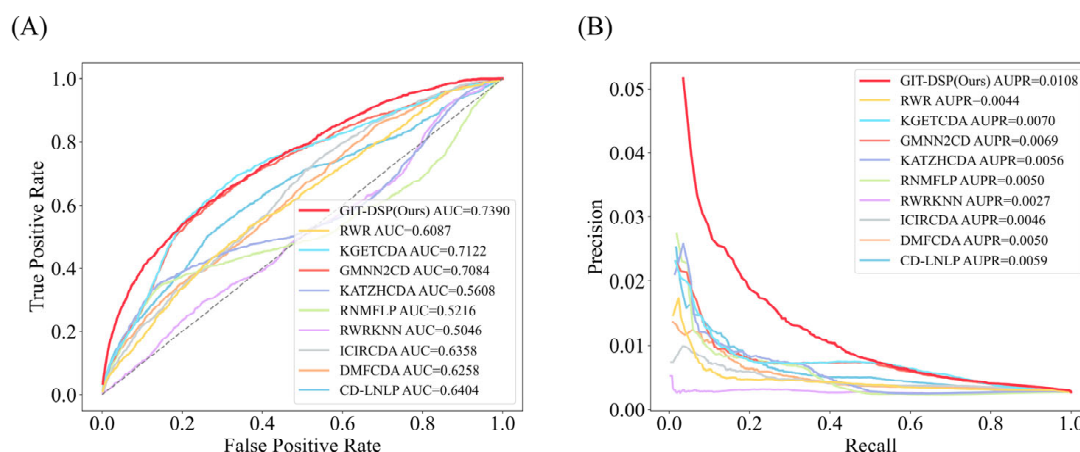 (A)
True Positive Rate
1.0
0.8
0.6
0.4
0.2
0.0
GIT-DSP(Ours) AUC=0.7390
RWR AUC=0.6087
KGETCDA AUC=0.7122
GMNN2CD AUC=0.7084
KATZHCDA AUC=0.5608
RNMFLP AUC=0.5216
RWRKNN AUC=0.5046
ICIRCDA AUC=0.6358
DMFCDA AUC=0.6258
CD-LNLP AUC=0.6404
0.0 0.2 0.4 0.6 0.8 1.0
False Positive Rate
(B)
Precision
0.05
0.04
0.03
0.02
0.01
0.00
GIT-DSP(Ours) AUPR=0.0108
RWR AUPR=0.0044
KGETCDA AUPR=0.0070
GMNN2CD AUPR=0.0069
KATZHCDA AUPR=0.0056
RNMFLP AUPR=0.0050
RWRKNN AUPR=0.0027
ICIRCDA AUPR=0.0046
DMFCDA AUPR=0.0050
CD-LNLP AUPR=0.0059
0.0 0.2 0.4 0.6 0.8 1.0
Recall